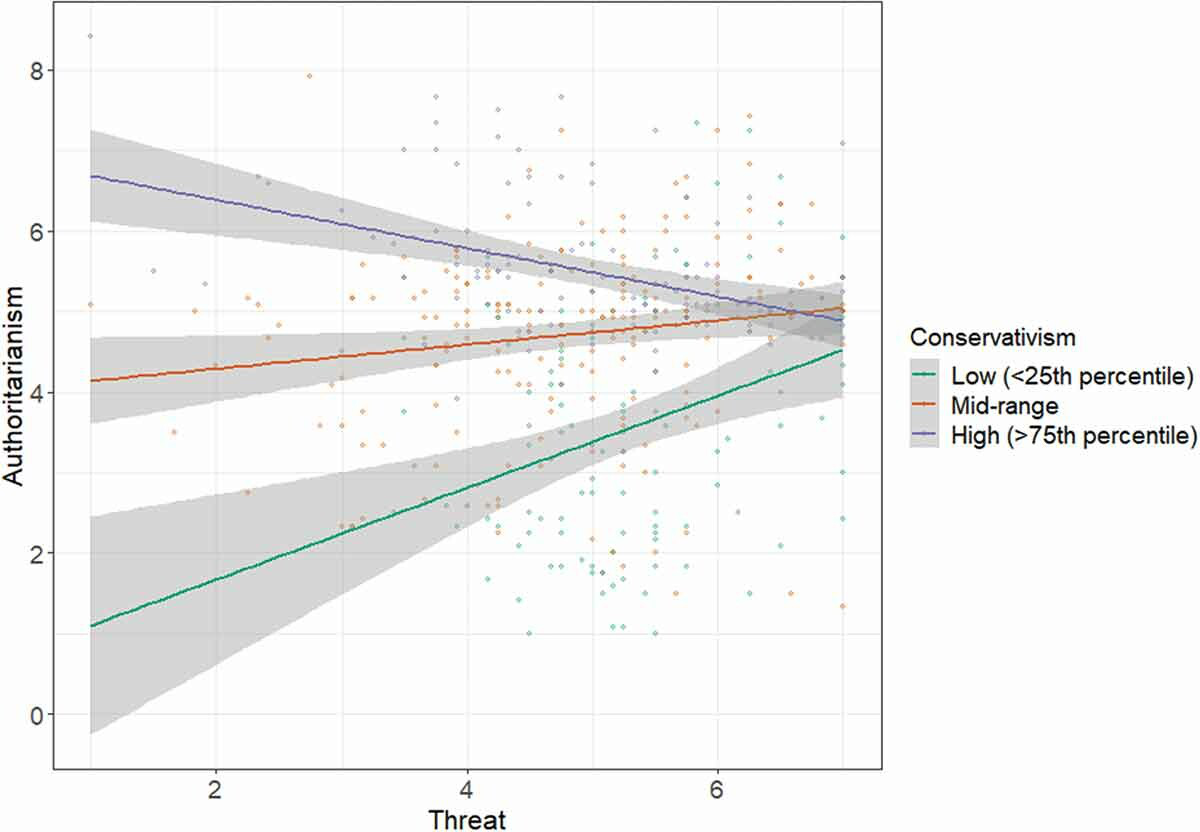 8
6
4
2
0
Authoritarianism
2
4
6
Threat
Conservativism
Low (<25th percentile)
Mid-range
High (>75th percentile)